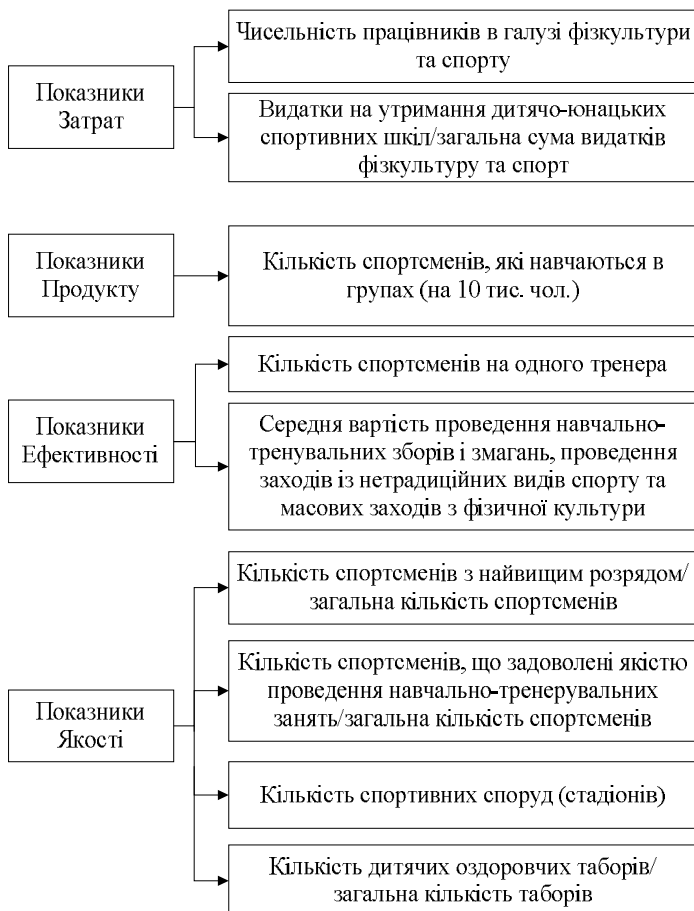 Показники
Затрат
Чисельність працівників в галузі фізкультури
та спорту
Видатки на утримання дитячо-юнацьких
спортивних шкіл/загальна сума видатків
фізкультуру та спорт
Показники
Продукту
Кількість спортсменів, які навчаються в
групах (на 10 тис. чол.)
Показники
Ефективності
Кількість спортсменів на одного тренера
Середня вартість проведення навчально-
тренувальних зборів і змагань, проведення
заходів із нетрадиційних видів спорту та
масових заходів з фізичної культури
Показники
Якості
Кількість спортсменів з найвищим розрядом/
загальна кількість спортсменів
Кількість спортсменів, що задоволені якістю
проведення навчально-тренерувальних
занять/загальна кількість спортсменів
Кількість спортивних споруд (стадіонів)
Кількість дитячих оздоровчих таборів/
загальна кількість таборів